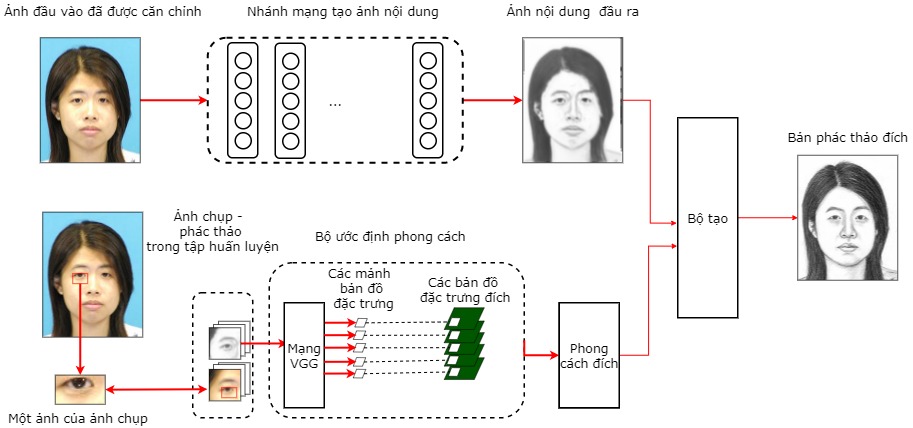 Ảnh đầu vào đã được căn chỉnh
Nhánh mạng tạo ảnh nội dung
Ảnh nội dung đầu ra
...
Bản phác thảo đích
Bộ tạo
Ảnh chụp -
phác thảo
trong tập huấn luyện
Bộ ước định phong cách
Các mảnh
bản đồ
đặc trưng
Các bản đồ
đặc trưng đích
Mạng
VGG
Phong
cách đích
Một ảnh của ảnh chụp